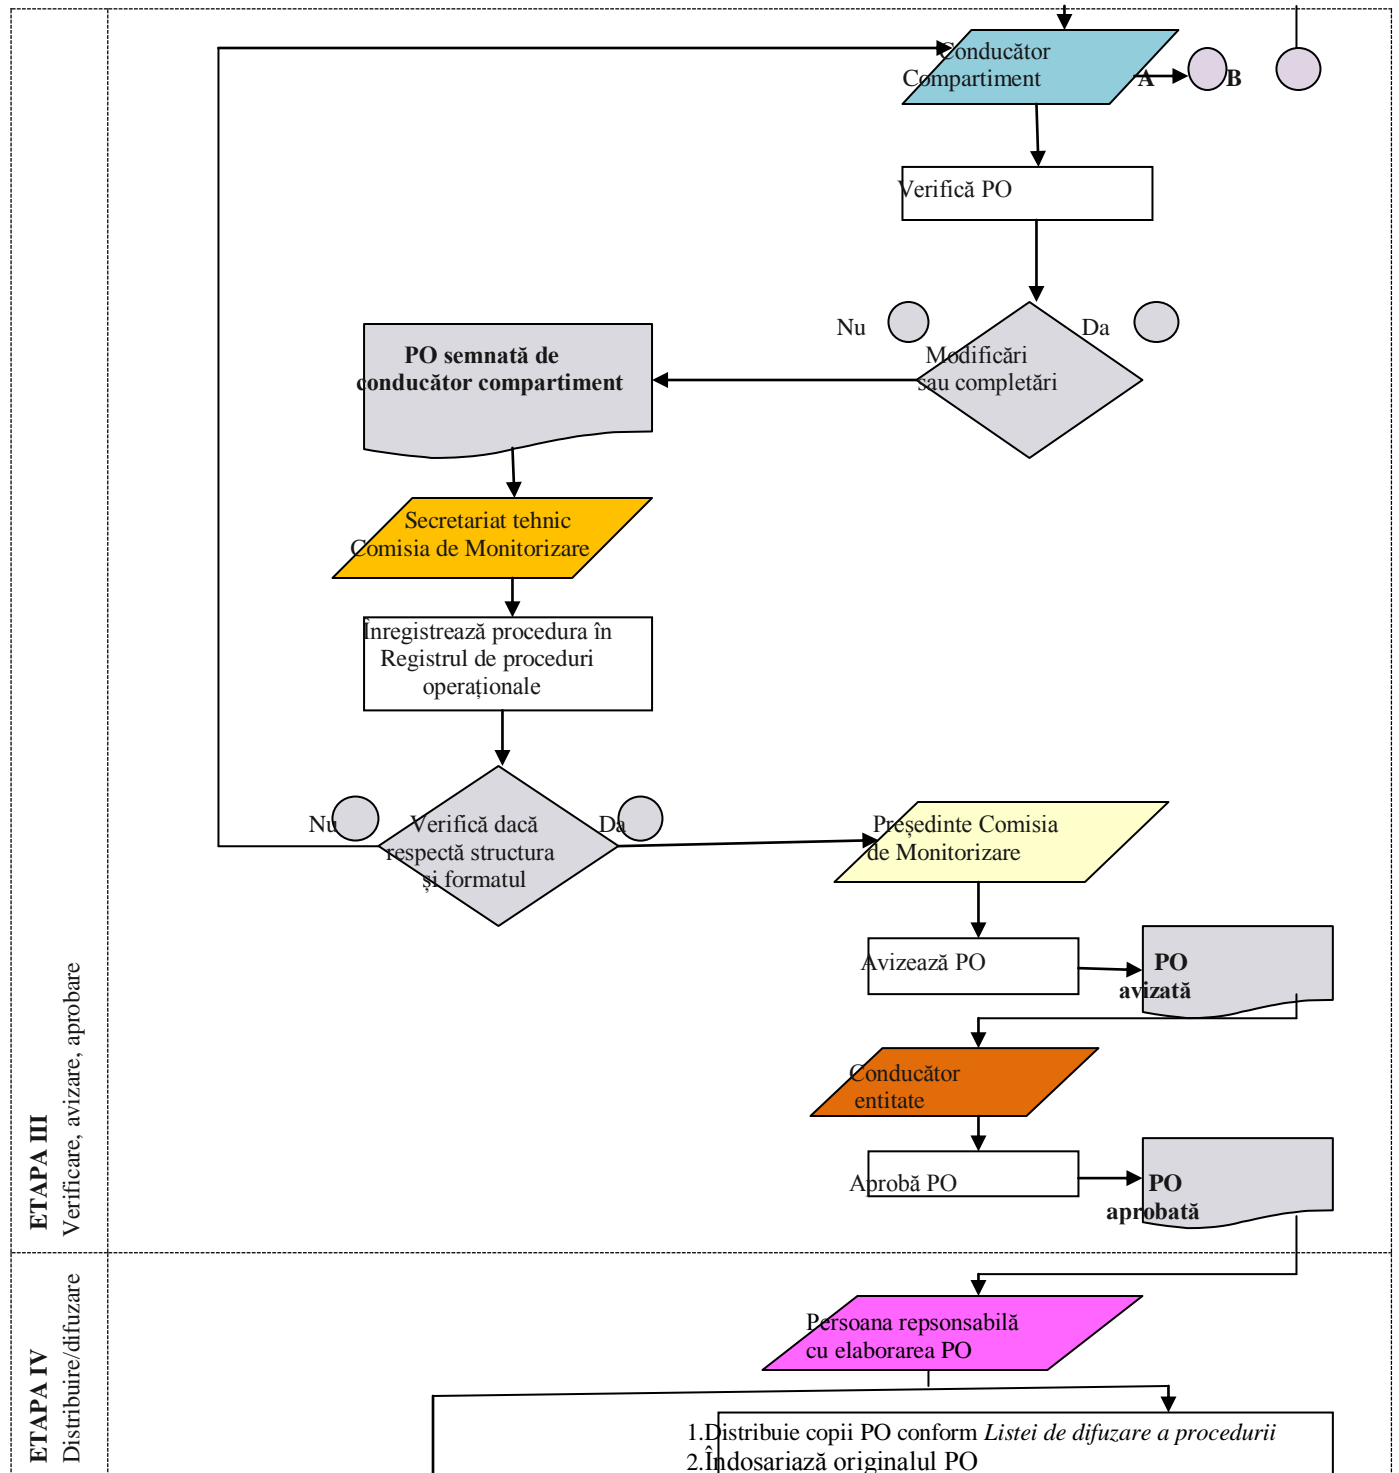 Conducător
Compartiment
A
B
Verifică PO
Nu
Da
Modificări
sau completări
PO semnată de
conducător compartiment
Secretariat tehnic
Comisia de Monitorizare
Înregistrează procedura în
Registrul de proceduri
operaționale
Nu
Verifică dacă
respectă structura
și formatul
Da
Președinte Comisia
de Monitorizare
Avizează PO
PO
avizată
Conducător
entitate
Aprobă PO
PO
aprobată
ETAPA III
Verificare, avizare, aprobare
Persoana repsonsabilă
cu elaborarea PO
1.Distribuie copii PO conform Listei de difuzare a procedurii
2.Îndosariază originalul PO
ETAPA IV
Distribuire/difuzare